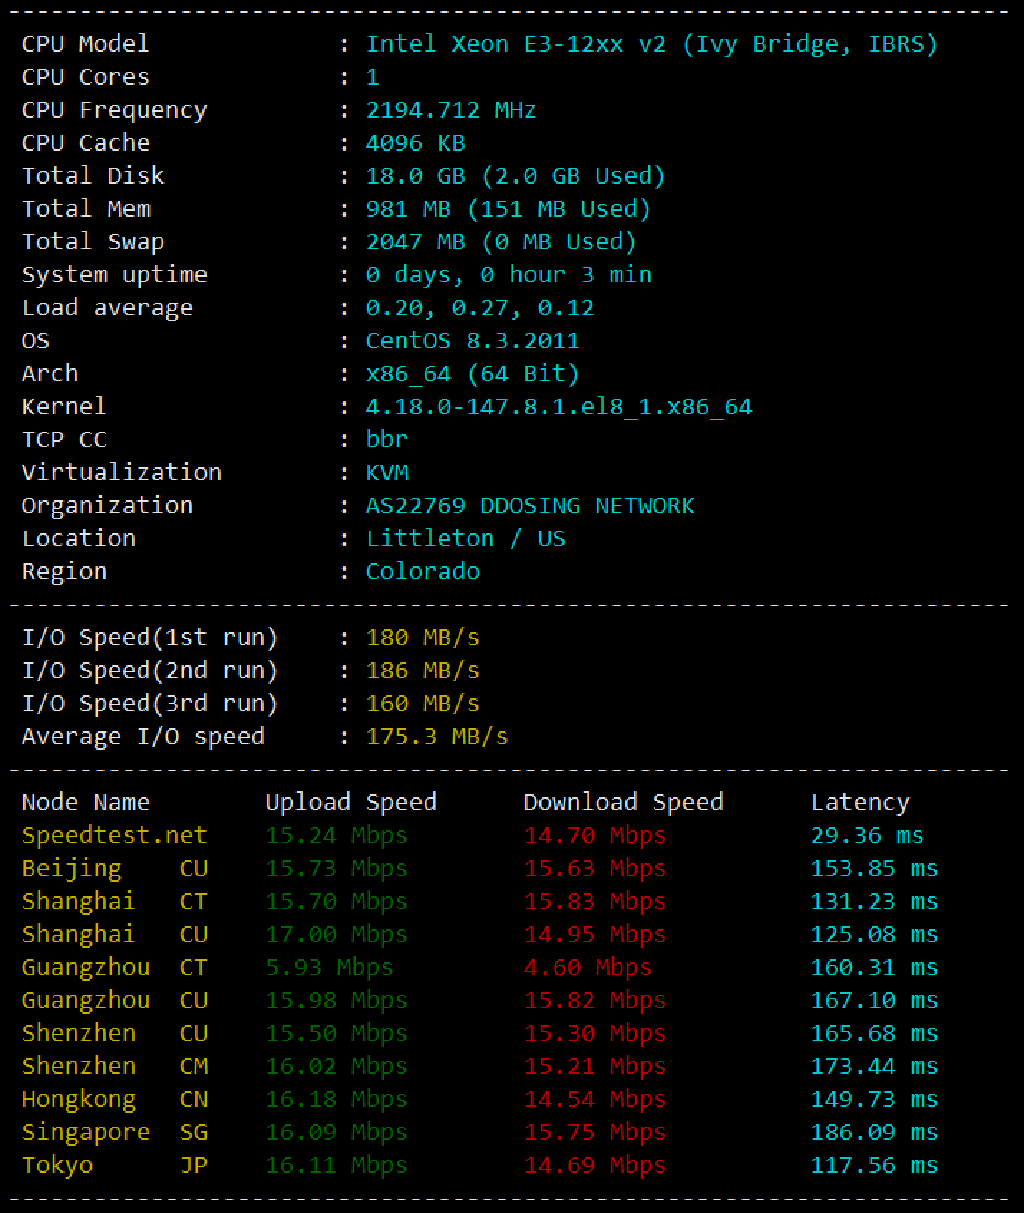 ----------------------------------------------------------------------
CPU Model             : Intel Xeon E3-12xx v2 (Ivy Bridge, IBRS)
CPU Cores             : 1
CPU Frequency         : 2194.712 MHz
CPU Cache             : 4096 KB
Total Disk            : 18.0 GB (2.0 GB Used)
Total Mem             : 981 MB (151 MB Used)
Total Swap            : 2047 MB (0 MB Used)
System uptime         : 0 days, 0 hour 3 min
Load average          : 0.20, 0.27, 0.12
OS                    : CentOS 8.3.2011
Arch                  : x86_64 (64 Bit)
Kernel                : 4.18.0-147.8.1.el8_1.x86_64
TCP CC                : bbr
Virtualization        : KVM
Organization          : AS22769 DDOSING NETWORK
Location              : Littleton / US
Region                : Colorado
----------------------------------------------------------------------
I/O Speed(1st run)    : 180 MB/s
I/O Speed(2nd run)    : 186 MB/s
I/O Speed(3rd run)    : 160 MB/s
Average I/O speed     : 175.3 MB/s
----------------------------------------------------------------------
Node Name        Upload Speed      Download Speed      Latency
Speedtest.net    15.24 Mbps        14.70 Mbps          29.36 ms
Beijing    CU    15.73 Mbps        15.63 Mbps          153.85 ms
Shanghai   CT    15.70 Mbps        15.83 Mbps          131.23 ms
Shanghai   CU    17.00 Mbps        14.95 Mbps          125.08 ms
Guangzhou  CT    5.93 Mbps         4.60 Mbps           160.31 ms
Guangzhou  CU    15.98 Mbps        15.82 Mbps          167.10 ms
Shenzhen   CU    15.50 Mbps        15.30 Mbps          165.68 ms
Shenzhen   CM    16.02 Mbps        15.21 Mbps          173.44 ms
Hongkong   CN    16.18 Mbps        14.54 Mbps          149.73 ms
Singapore  SG    16.09 Mbps        15.75 Mbps          186.09 ms
Tokyo      JP    16.11 Mbps        14.69 Mbps          117.56 ms
----------------------------------------------------------------------